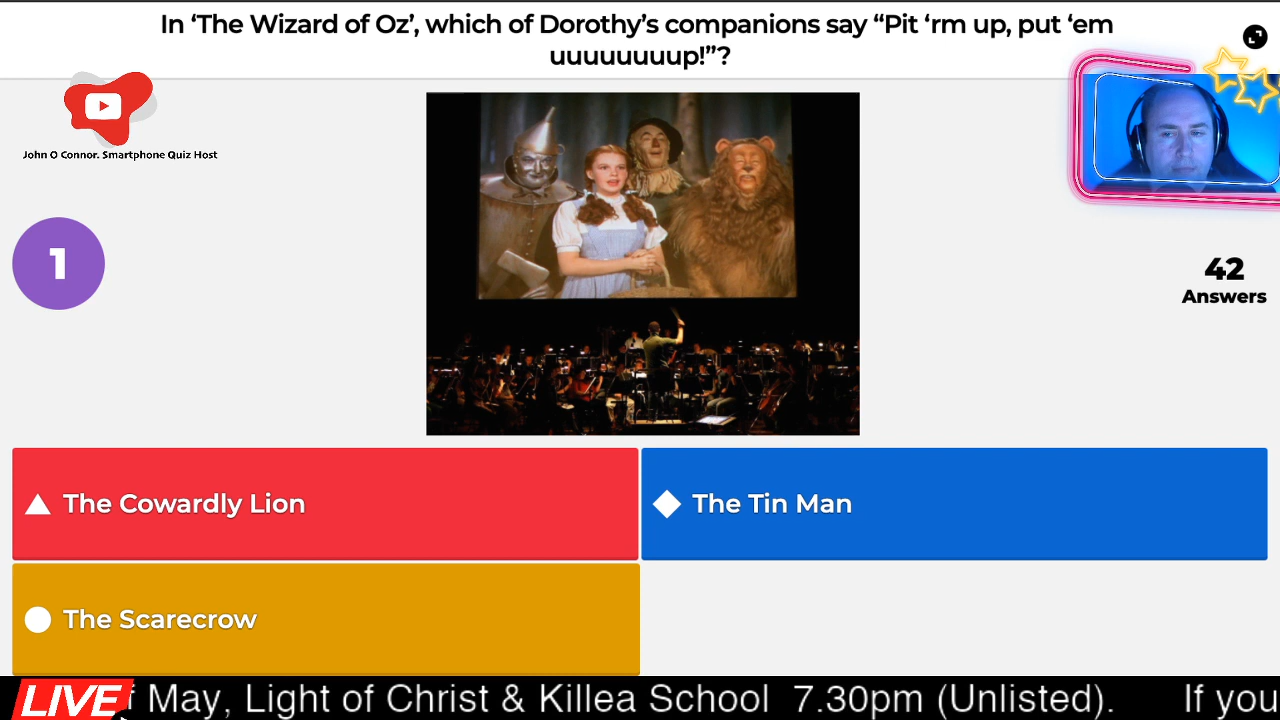 In ‘The Wizard of Oz’, which of Dorothy’s companions say “Pit ‘rm up, put ‘em
uuuuuuuup!”?
John O Connor. Smartphone Quiz Host
1
42
Answers
The Cowardly Lion
The Tin Man
The Scarecrow
LIVE
May, Light of Christ & Killea School 7.30pm (Unlisted). If you